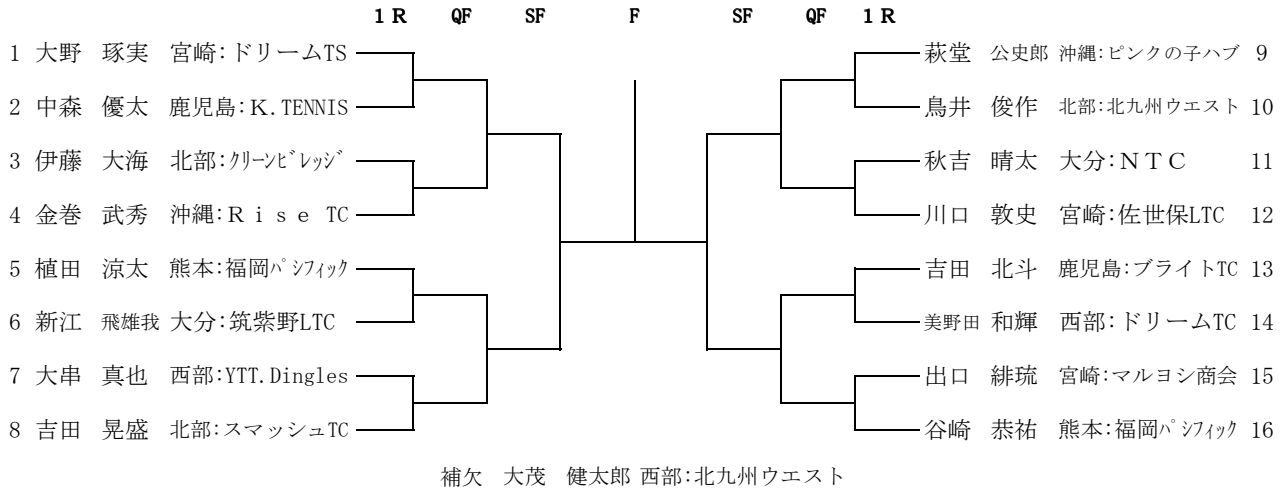 1 R QF SF F SF QF 1 R
1 大野 琢実 宮崎:ドリームTS
2 中森 優太 鹿児島:K.TENNIS
3 伊藤 大海 北部:ｸﾘｰﾝﾋﾞﾚｯｼﾞ
4 金巻 武秀 沖縄:Ｒｉｓｅ TC
5 植田 涼太 熊本:福岡ﾊﾟｼﾌｨｯｸ
6 新江 飛雄我 大分:筑紫野LTC
7 大串 真也 西部:YTT.Dingles
8 吉田 晃盛 北部:スマッシュTC
萩堂 公史郎 沖縄:ピンクの子ハブ 9
鳥井 俊作 北部:北九州ウエスト 10
秋吉 晴太 大分:ＮＴＣ 11
川口 敦史 宮崎:佐世保LTC 12
吉田 北斗 鹿児島:ブライトTC 13
美野田 和輝 西部:ドリームTC 14
出口 緋琉 宮崎:マルヨシ商会 15
谷崎 恭祐 熊本:福岡ﾊﾟｼﾌｨｯｸ 16
補欠 大茂 健太郎 西部:北九州ウエスト